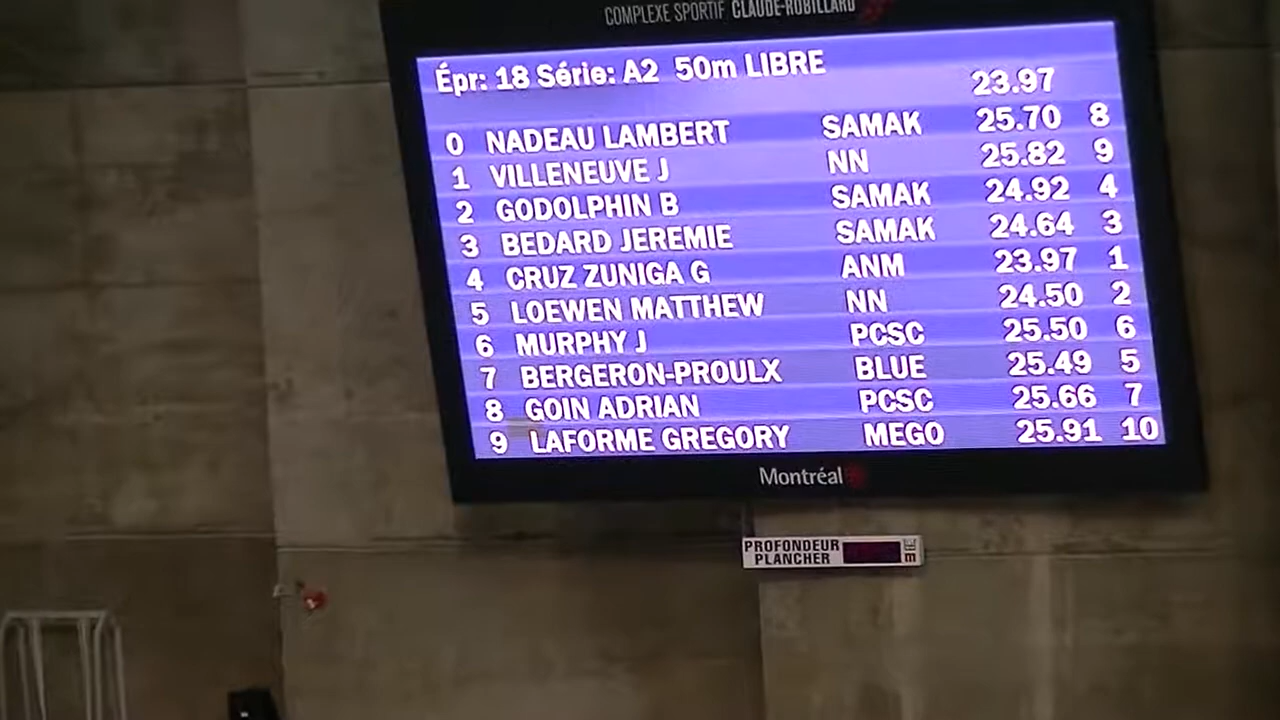 COMPLEXE SPORTIF CLAUDE-ROBILLARD
Épr: 18 Série: A2 50m LIBRE
23.97
0 NADEAU LAMBERT SAMAK 25.70 8
1 VILLENEUVE J NN 25.82 9
2 GODOLPHIN B SAMAK 24.92 4
3 BEDARD JEREMIE SAMAK 24.64 3
4 CRUZ ZUNIGA G ANM 23.97 1
5 LOEWEN MATTHEW NN 24.50 2
6 MURPHY J PCSC 25.50 6
7 BERGERON-PROULX BLUE 25.49 5
8 GOIN ADRIAN PCSC 25.66 7
9 LAFORME GREGORY MEGO 25.91 10
Montréal
PROFONDEUR
PLANCHER
m